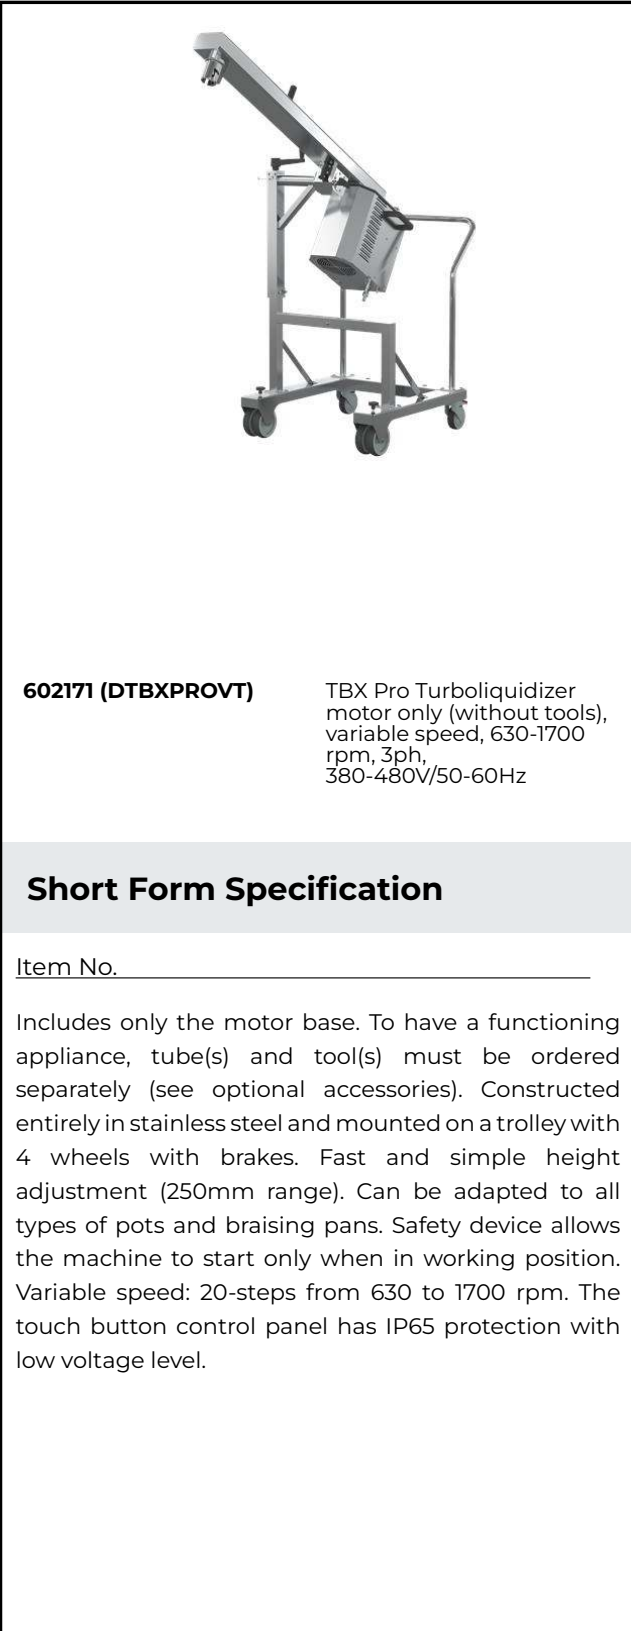 602171 (DTBXPROVT)
TBX Pro Turboliquidizer
motor only (without tools),
variable speed, 630-1700
rpm, 3ph,
380-480V/50-60Hz
Short Form Specification
Item No.
Includes only the motor base. To have a functioning
appliance, tube(s) and tool(s) must be ordered
separately (see optional accessories). Constructed
entirely in stainless steel and mounted on a trolley with
4 wheels with brakes. Fast and simple height
adjustment (250mm range). Can be adapted to all
types of pots and braising pans. Safety device allows
the machine to start only when in working position.
Variable speed: 20-steps from 630 to 1700 rpm. The
touch button control panel has IP65 protection with
low voltage level.